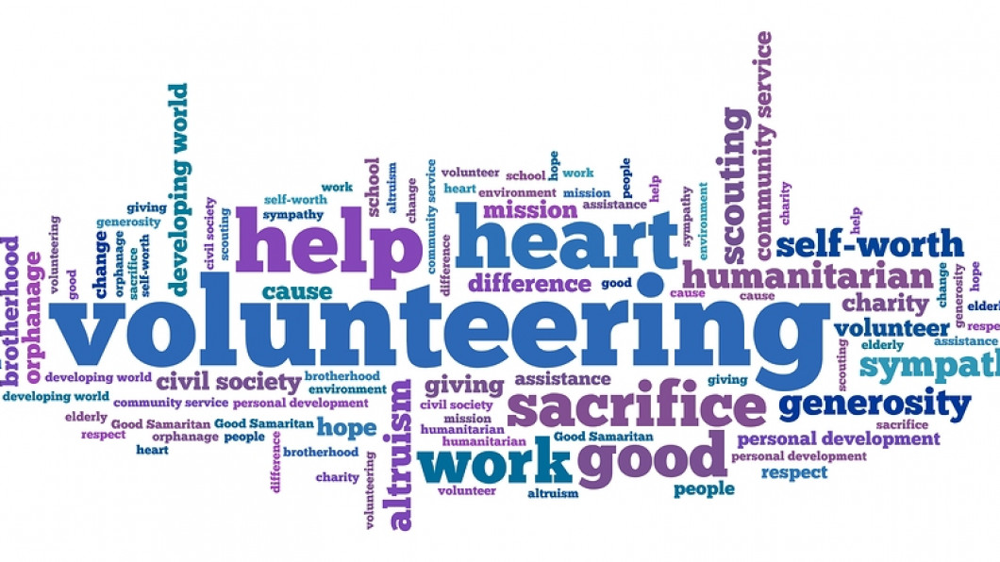 community service
developing world
scouting
school
altruism
change
community service
volunteer
school
hope
work
people
help
heart
environment
mission
assistance
mission
work
self-worth
sympathy
giving
generosity
civil society
scouting
help
heart
difference
difference
good
sympathy
environment
charity
help
self-worth
humanitarian
cause
cause
change
generosity
hope
elderl
charity
brotherhood
orphanage
volunteering
good
change
orphanage
sacrifice
self-worth
cause
volunteering
volunteer
respe
elderly
assistance
scouting
sympath
developing world
developing world
civil society
brotherhood
environment
community service
personal development
altruism
giving
assistance
giving
civil society
sacrifice
generosity
sacrifice
elderly
Good Samaritan
Good Samaritan
hope
respect
orphanage
people
heart
difference
brotherhood
charity
volunteering
mission
humanitarian
humanitarian
Good Samaritan
work
good
volunteer
altruism
personal development
personal development
respect
people